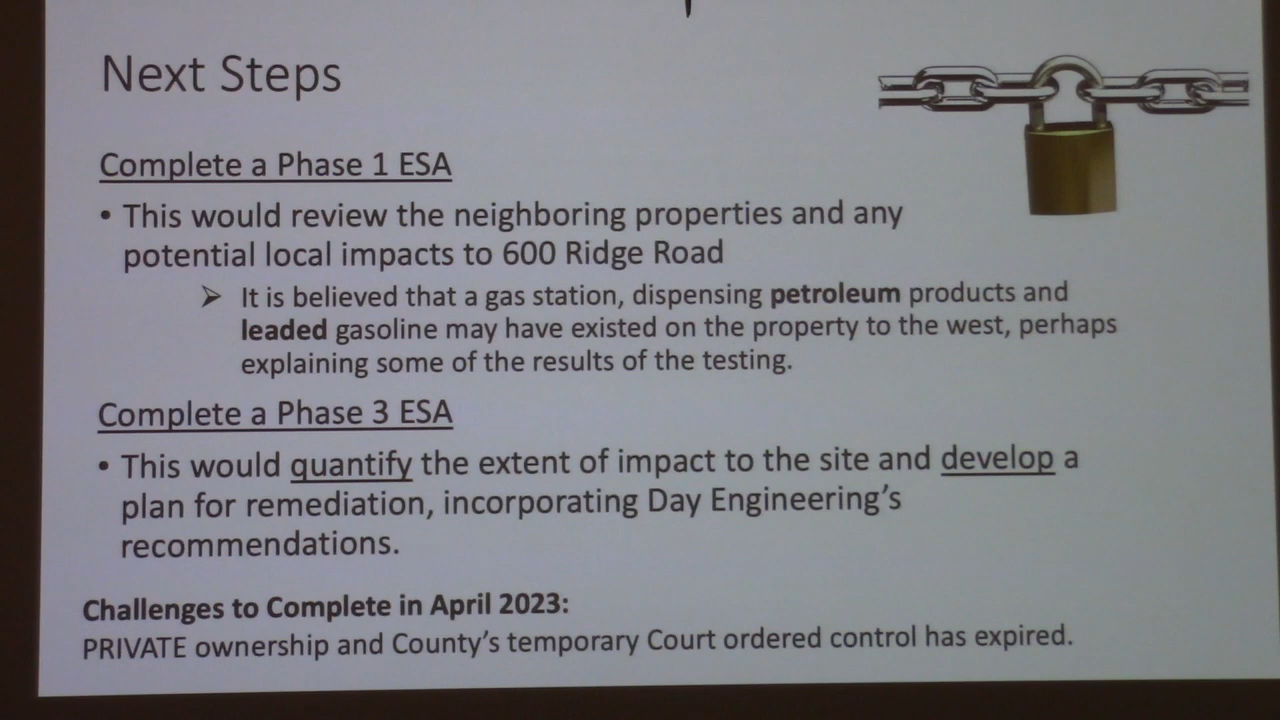 Next Steps
Complete a Phase 1 ESA
• This would review the neighboring properties and any
potential local impacts to 600 Ridge Road
➢ It is believed that a gas station, dispensing petroleum products and
leaded gasoline may have existed on the property to the west, perhaps
explaining some of the results of the testing.
Complete a Phase 3 ESA
• This would quantify the extent of impact to the site and develop a
plan for remediation, incorporating Day Engineering’s
recommendations.
Challenges to Complete in April 2023:
PRIVATE ownership and County’s temporary Court ordered control has expired.